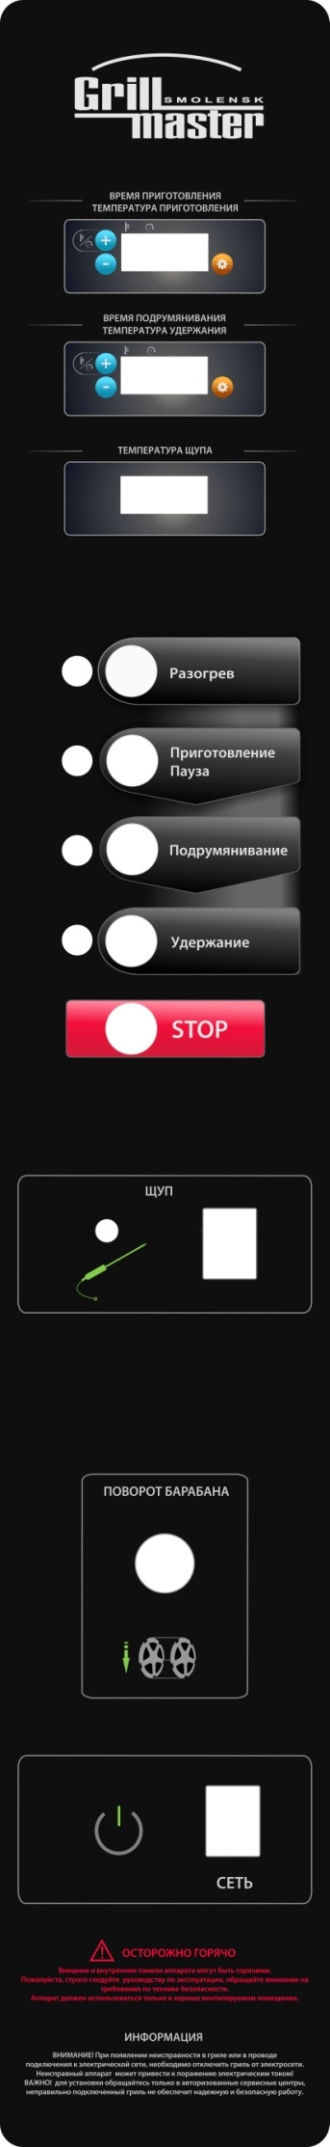 Grill
SMOLENSK
master
ВРЕМЯ ПРИГОТОВЛЕНИЯ
ТЕМПЕРАТУРА ПРИГОТОВЛЕНИЯ
ВРЕМЯ ПОДРУМЯНИВАНИЯ
ТЕМПЕРАТУРА УДЕРЖАНИЯ
ТЕМПЕРАТУРА ЩУПА
Разогрев
Приготовление
Пауза
Подрумянивание
Удержание
STOP
ЩУП
ПОВОРОТ БАРАБАНА
СЕТЬ
ОСТОРОЖНО ГОРЯЧО
Внешние и внутренние панели аппарата могут быть горячими.
Пожалуйста, строго следуйте руководству по эксплуатации, обращайте внимание на
требования по технике безопасности.
Аппарат должен использоваться только в хорошо вентилируемом помещении.
ИНФОРМАЦИЯ
ВНИМАНИЕ! При появлении неисправности в гриле или в проводе
подключения к электрической сети, необходимо отключить гриль от электросети.
Неисправный аппарат может привести к поражению электрическим током!
ВАЖНО! для установки обращайтесь только в авторизованные сервисные центры,
неправильно подключенный гриль не обеспечит надежную и безопасную работу.